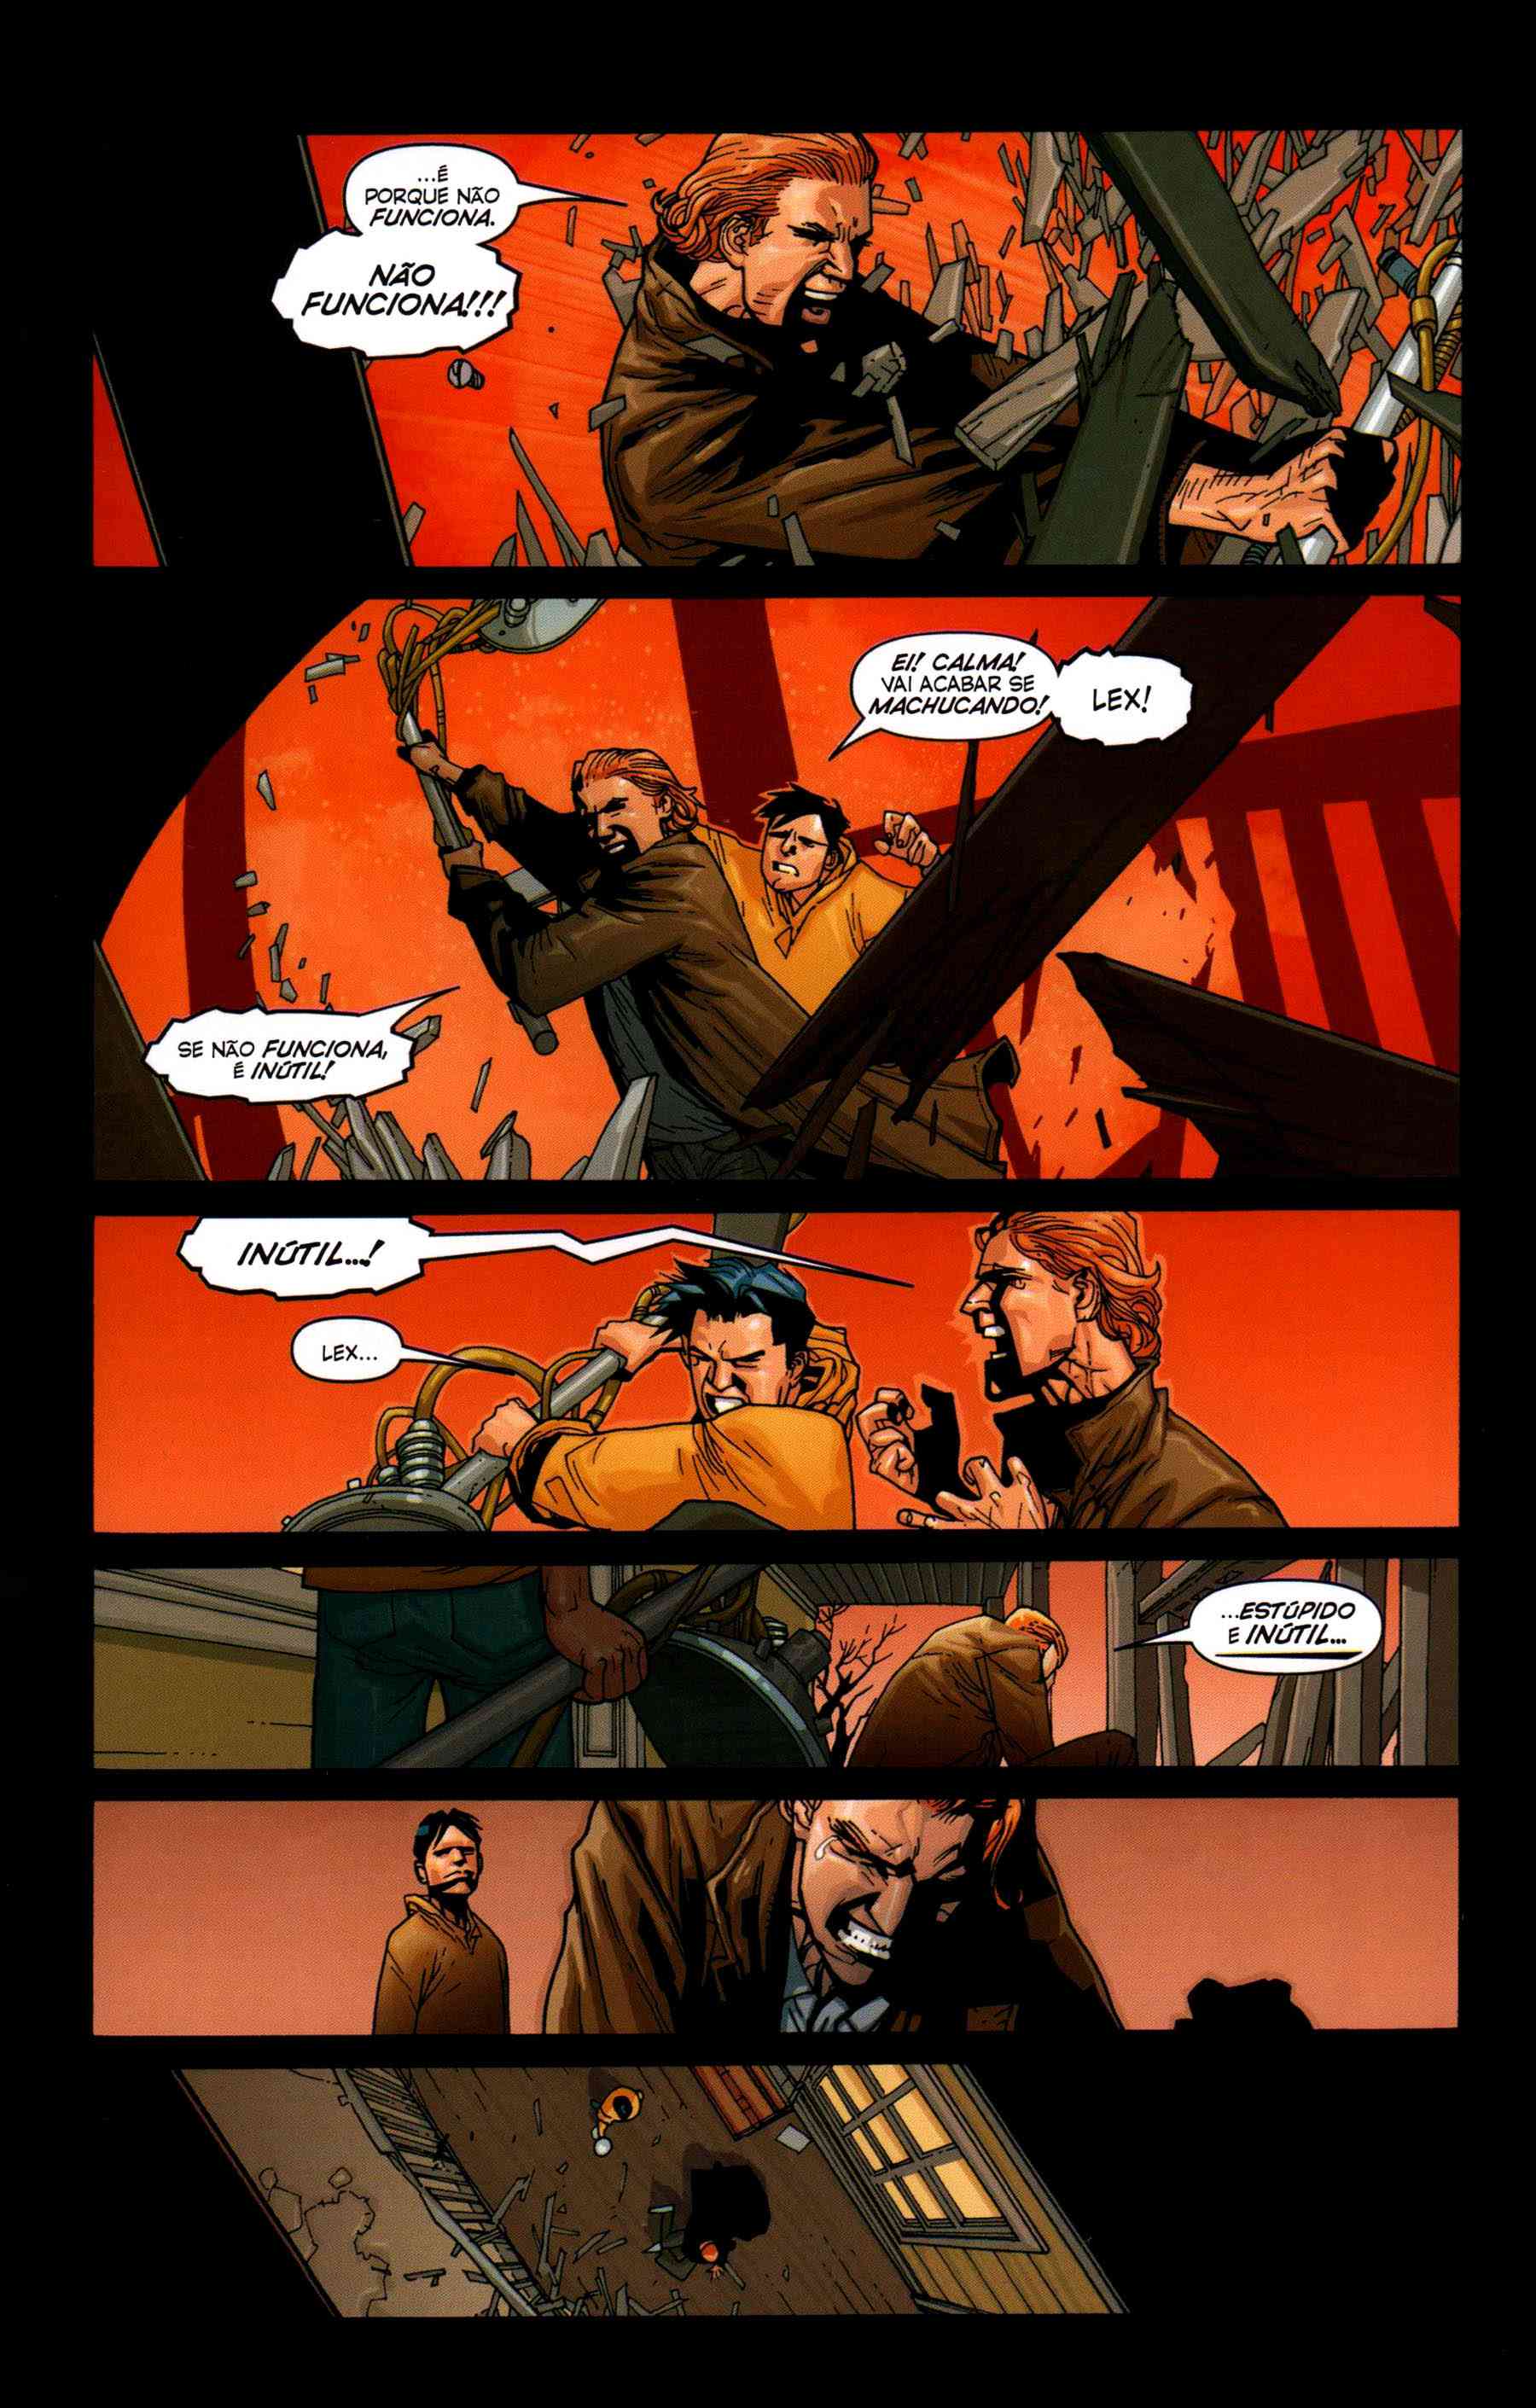 ...É
PORQUE NÃO
FUNCIONA.
NÃO
FUNCIONA!!!
EI! CALMA!
VAI ACABAR SE
MACHUCANDO!
LEX!
SE NÃO FUNCIONA,
É INÚTIL!
INÚTIL...!
LEX...
...ESTÚPIDO
E INÚTIL...